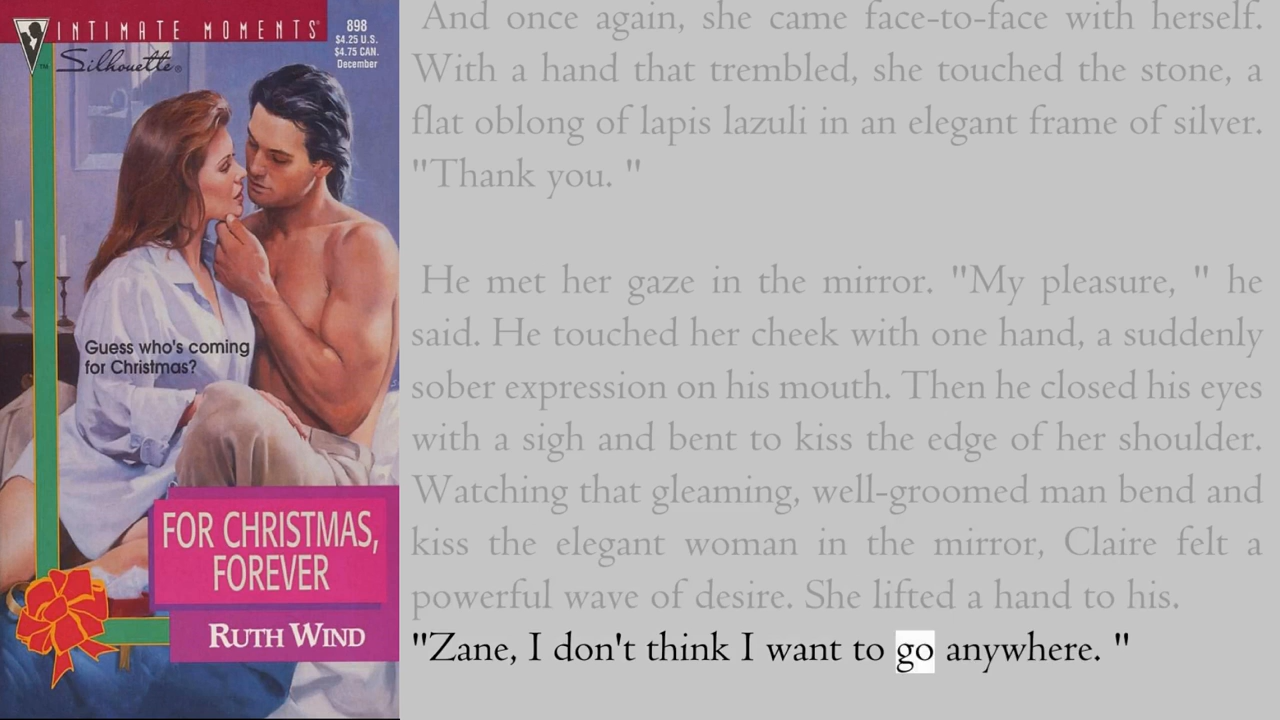 INTIMATE MOMENTS
Silhouette®
TM
898
$4.25 U.S.
$4.75 CAN.
December
Guess who's coming
for Christmas?
FOR CHRISTMAS,
FOREVER
RUTH WIND
And once again, she came face-to-face with herself.
With a hand that trembled, she touched the stone, a
flat oblong of lapis lazuli in an elegant frame of silver.
"Thank you. "
He met her gaze in the mirror. "My pleasure, " he
said. He touched her cheek with one hand, a suddenly
sober expression on his mouth. Then he closed his eyes
with a sigh and bent to kiss the edge of her shoulder.
Watching that gleaming, well-groomed man bend and
kiss the elegant woman in the mirror, Claire felt a
powerful wave of desire. She lifted a hand to his.
"Zane, I don't think I want to go anywhere. "